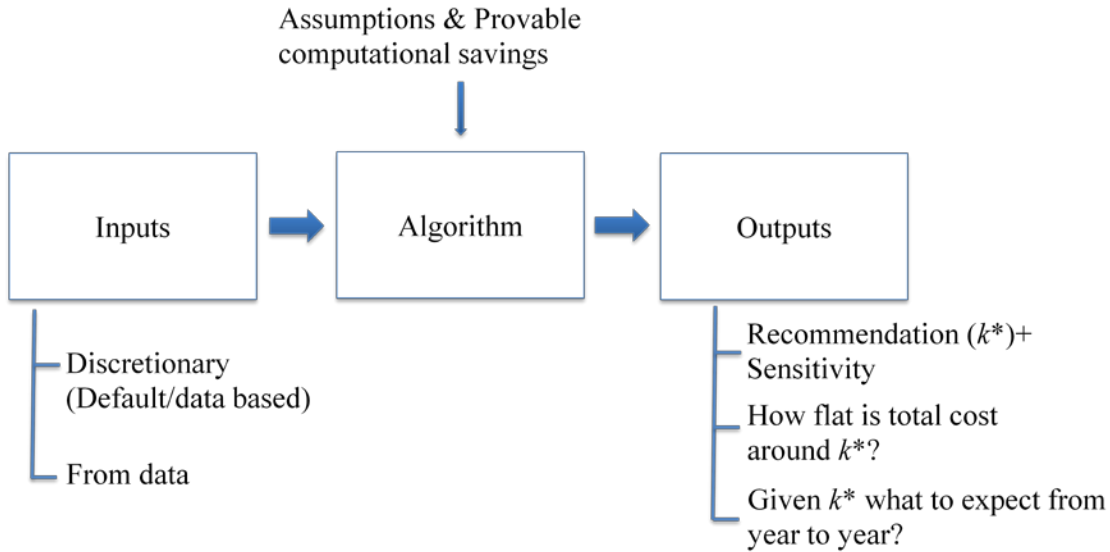 Assumptions & Provable
computational savings
Inputs
Algorithm
Outputs
Discretionary
(Default/data based)
From data
Recommendation (k*)+
Sensitivity
How flat is total cost
around k*?
Given k* what to expect from
year to year?